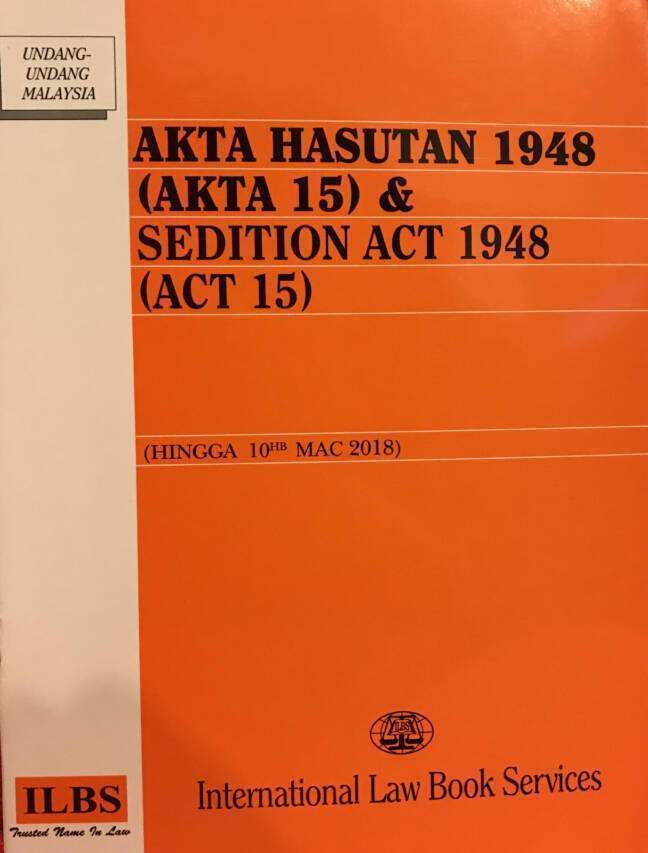 UNDANG-
UNDANG
MALAYSIA
AKTA HASUTAN 1948
(AKTA 15) &
SEDITION ACT 1948
(ACT 15)
(HINGGA 10HB MAC 2018)
ILBS
International Law Book Services
ILBS
Trusted Name In Law